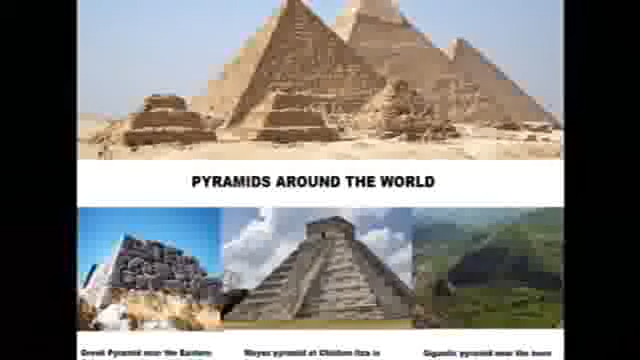 PYRAMIDS AROUND THE WORLD
Greek Pyramid near the Eastern
Mayan pyramid at Chichen Itza in
Gigantic pyramid near the town